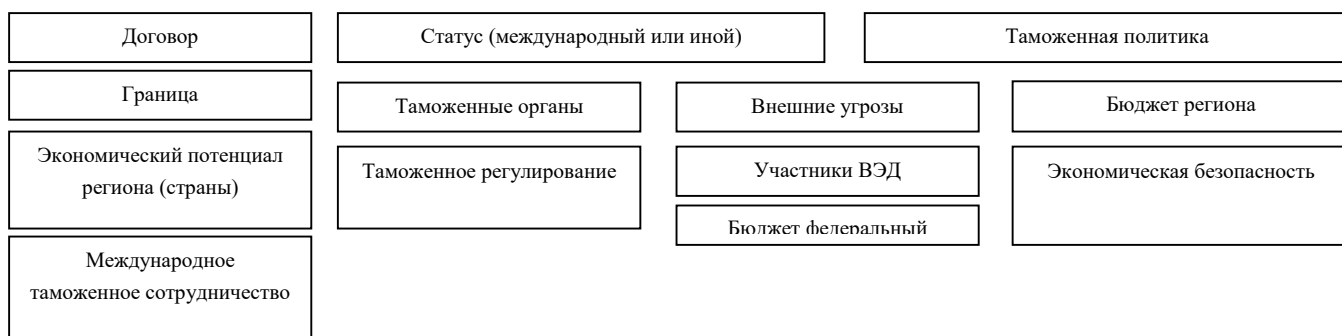 Договор
Статус (международный или иной)
Таможенная политика
Граница
Таможенные органы
Внешние угрозы
Бюджет региона
Экономический потенциал
региона (страны)
Таможенное регулирование
Участники ВЭД
Экономическая безопасность
Бюджет федеральный
Международное
таможенное сотрудничество